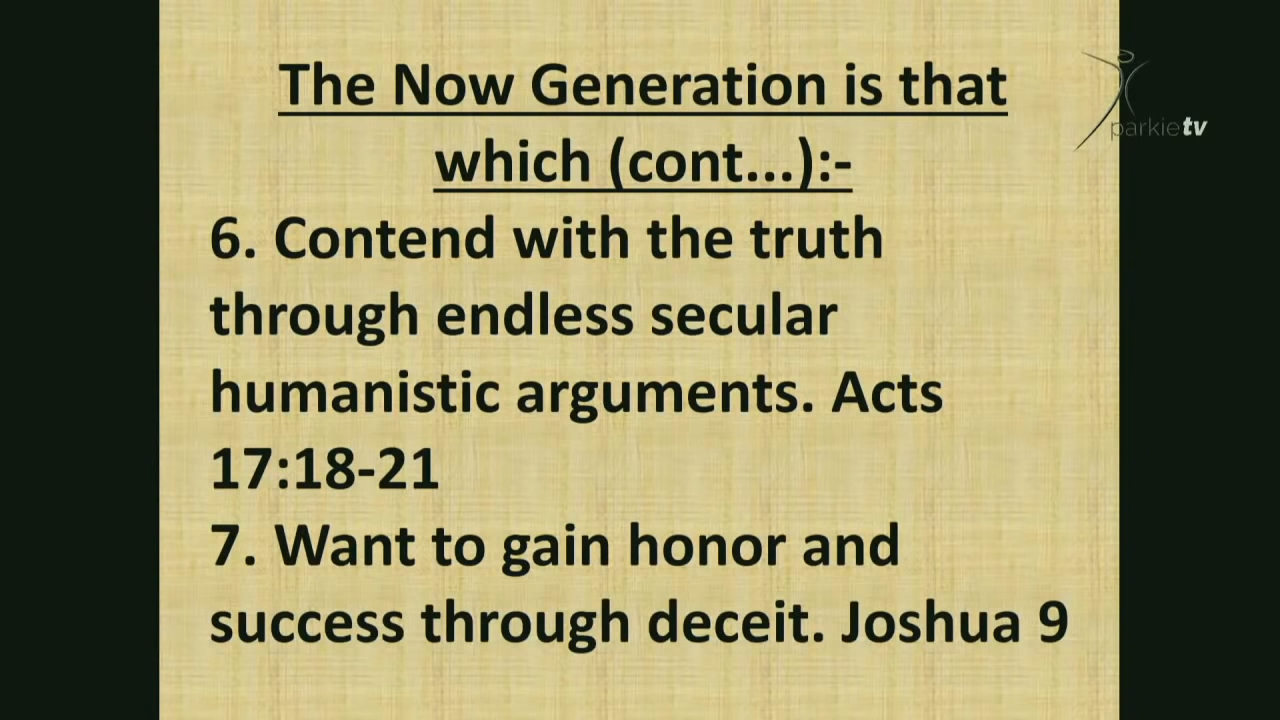 The Now Generation is that
which (cont...):-
6. Contend with the truth
through endless secular
humanistic arguments. Acts
17:18-21
7. Want to gain honor and
success through deceit. Joshua 9
parkietv